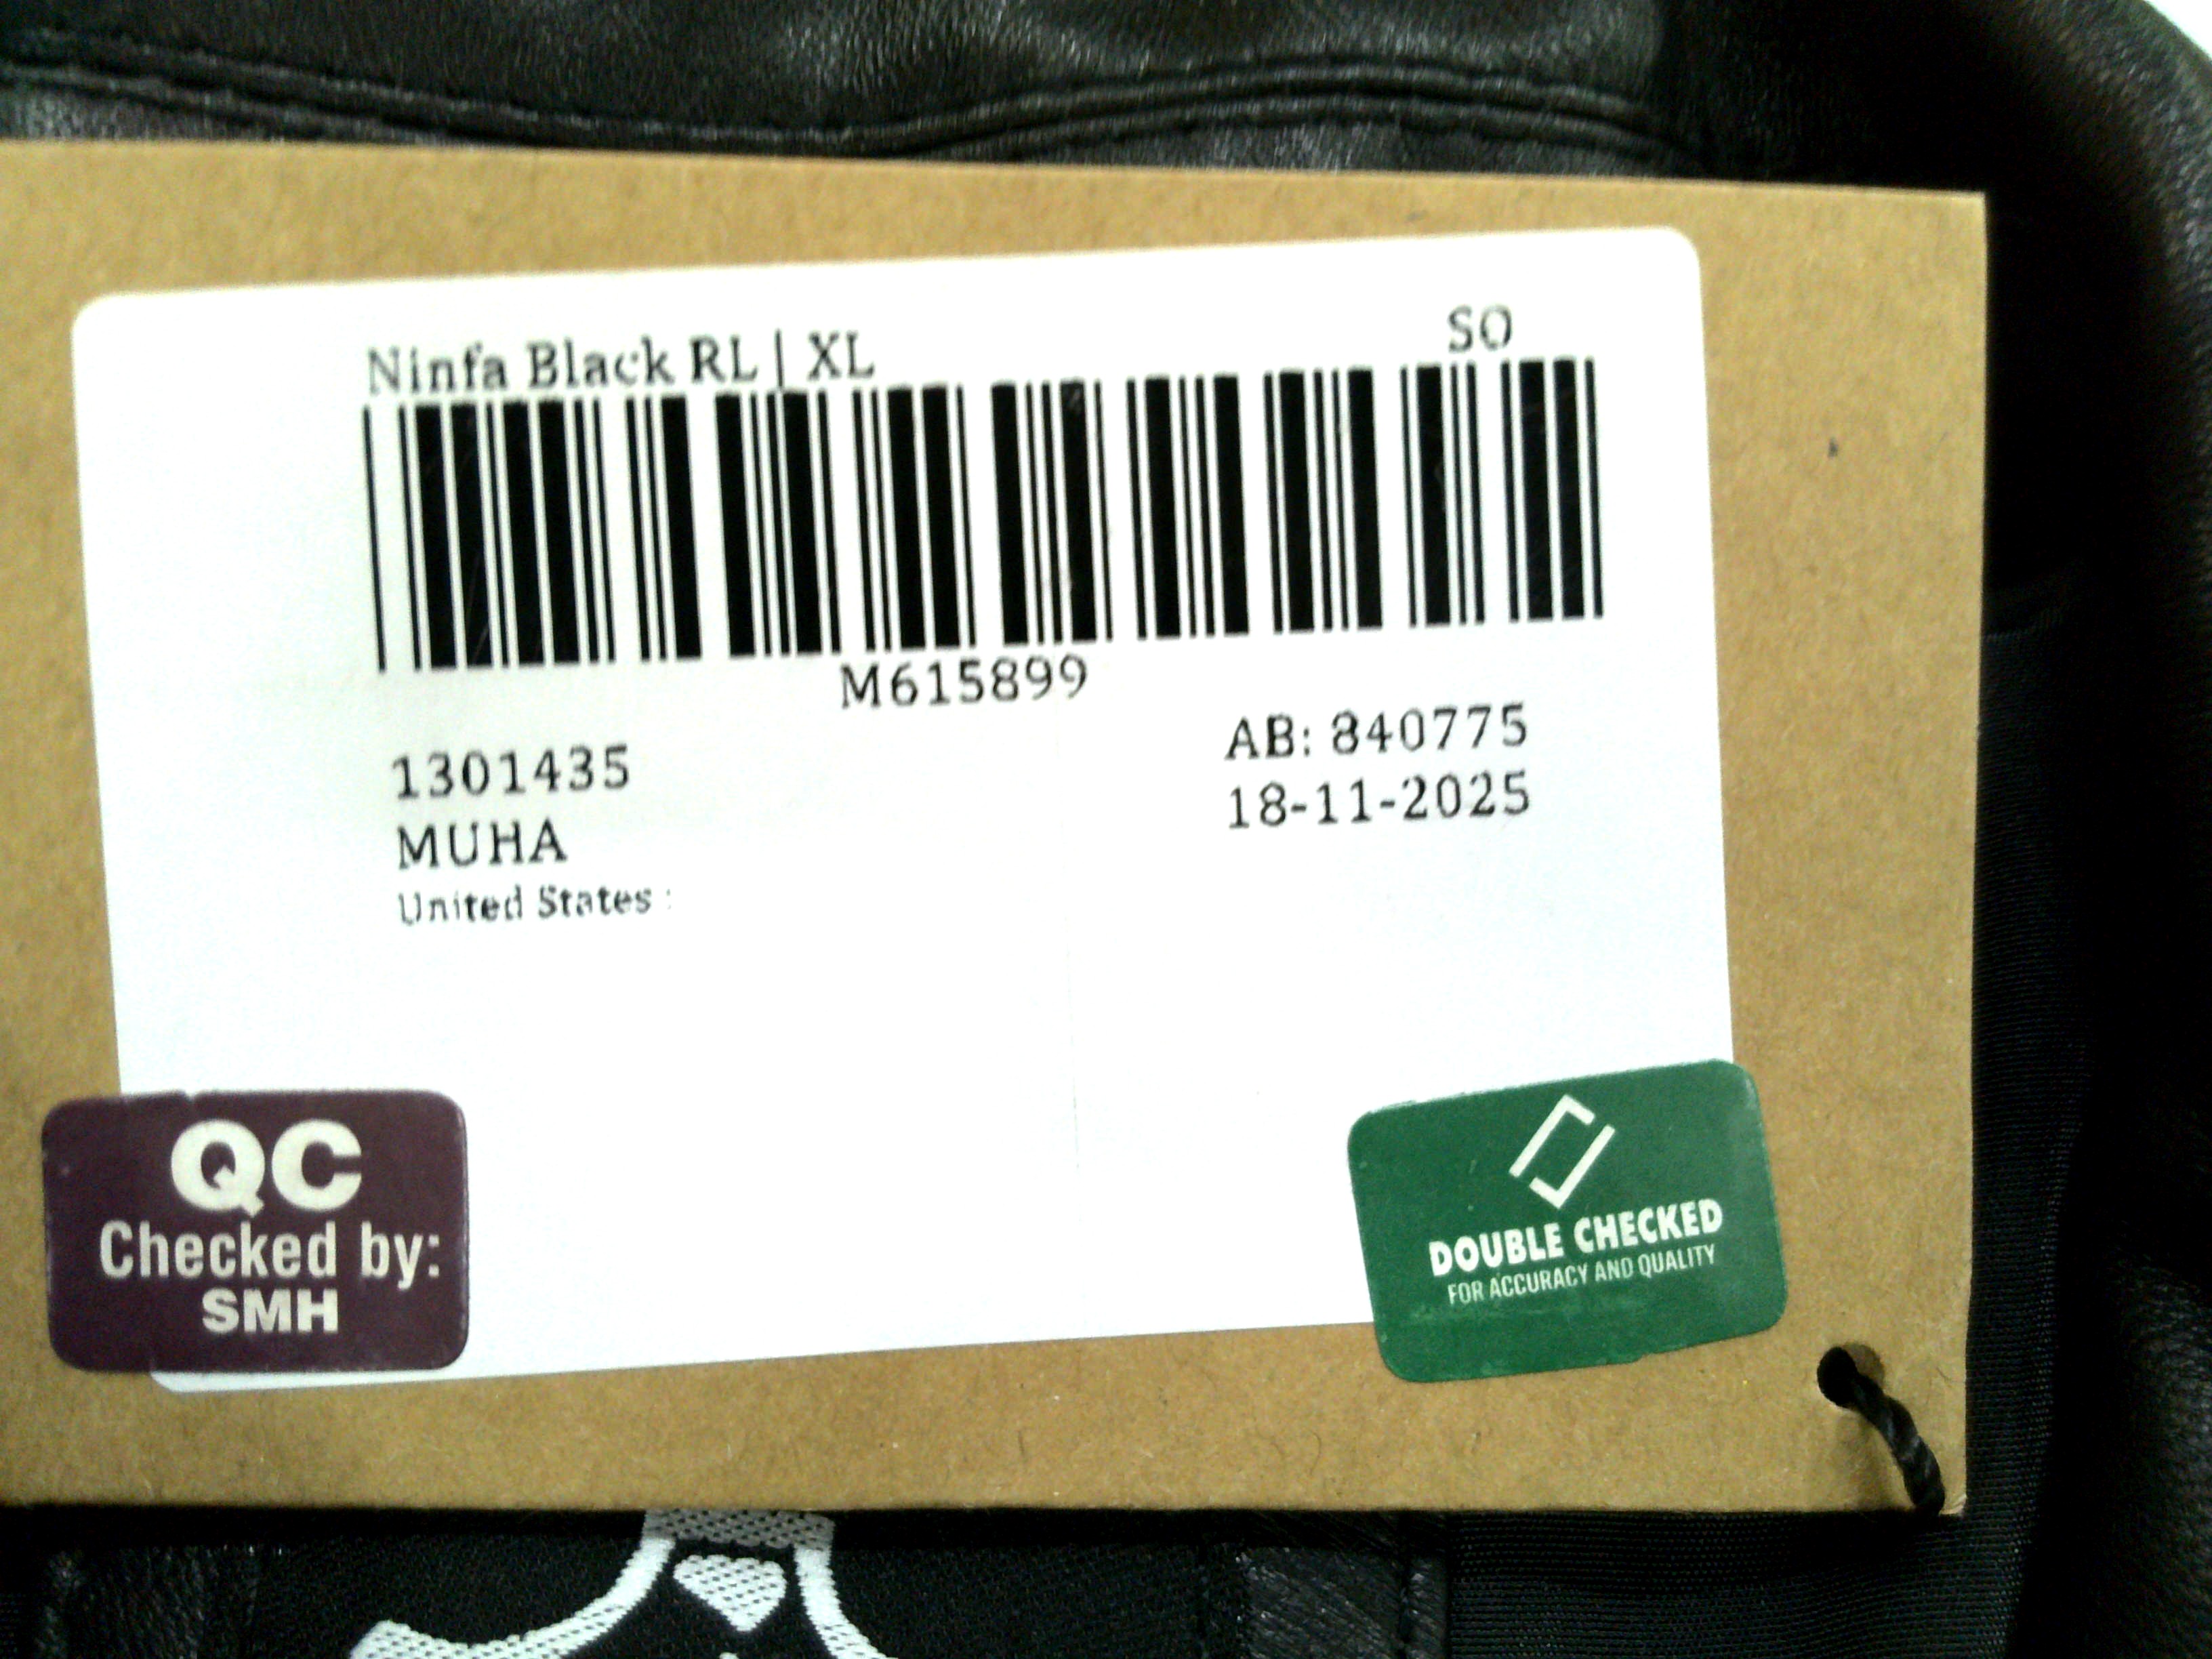 Ninfa Black RL | XL
SO
M615899
1301435
AB: 840775
MUHA
18-11-2025
United States :
QC
Checked by:
SMH
DOUBLE CHECKED
FOR ACCURACY AND QUALITY